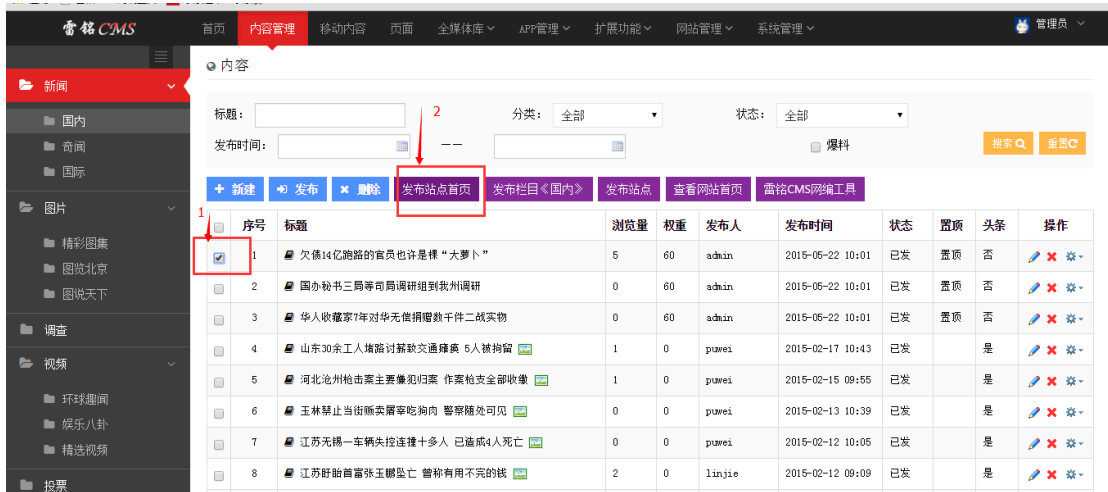 雷铭CMS 首页 内容管理 移动内容 页面 全媒体库 APP管理 扩展功能 网站管理 系统管理 管理员
内容
新闻
国内
奇闻
国际
图片
精彩图集
图览北京
图说天下
调查
视频
环球趣闻
娱乐八卦
精选视频
投票
标题： 2 分类： 全部 状态： 全部
发布时间： —— 爆料 搜索 重置
新建 发布 删除 发布站点首页 发布栏目《国内》 发布站点 查看网站首页 雷铭CMS网编工具
1
序号 标题 浏览量 权重 发布人 发布时间 状态 置顶 头条 操作
1 欠债14亿跑路的官员也许是棵“大萝卜” 5 60 admin 2015-05-22 10:01 已发 置顶 否
2 国办秘书三局等司局调研组到我州调研 0 60 admin 2015-05-22 10:01 已发 置顶 否
3 华人收藏家7年对华无偿捐赠数千件二战实物 0 60 admin 2015-05-22 10:01 已发 置顶 否
4 山东30余工人堵路讨薪致交通瘫痪 5人被拘留 1 0 puwei 2015-02-17 10:43 已发 是
5 河北沧州枪击案主要嫌犯归案 作案枪支全部收缴 1 0 puwei 2015-02-15 09:55 已发 是
6 玉林禁止当街贩卖屠宰吃狗肉 警察随处可见 0 0 puwei 2015-02-13 10:39 已发 是
7 江苏无锡一车辆失控连撞十多人 已造成4人死亡 0 0 puwei 2015-02-12 10:05 已发 是
8 江苏盱眙首富张玉鹏坠亡 曾称有用不完的钱 2 0 linjie 2015-02-12 09:09 已发 是